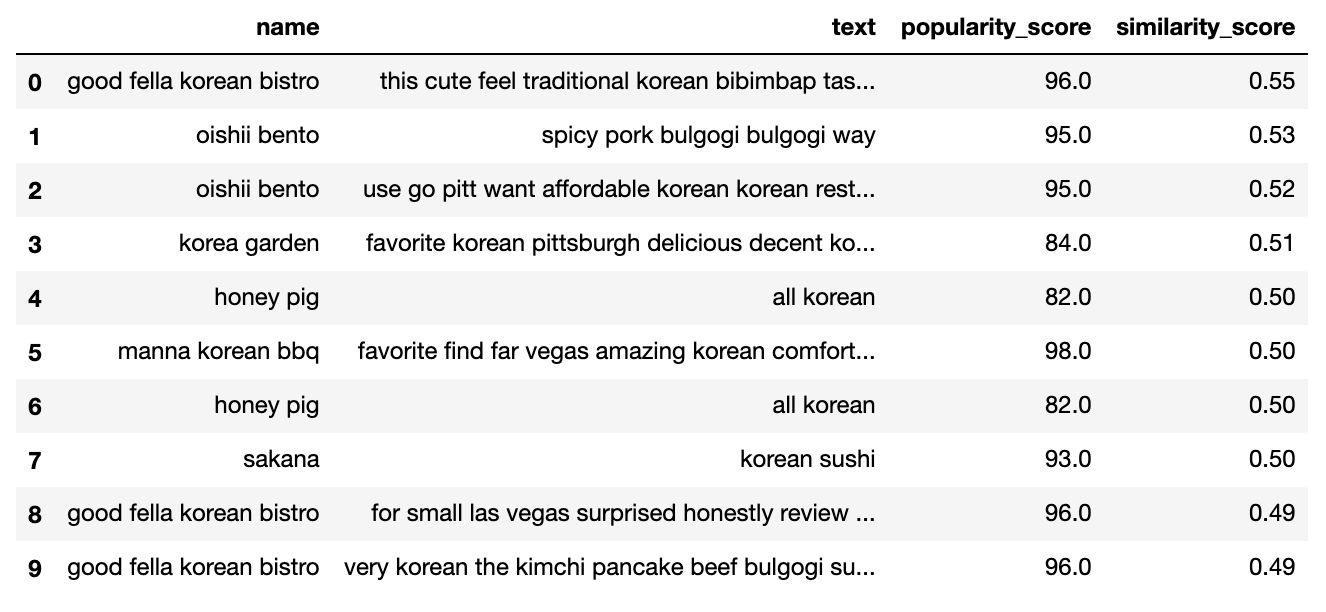 name text popularity_score similarity_score
0 good fella korean bistro this cute feel traditional korean bibimbap tas... 96.0 0.55
1 oishii bento spicy pork bulgogi bulgogi way 95.0 0.53
2 oishii bento use go pitt want affordable korean korean rest... 95.0 0.52
3 korea garden favorite korean pittsburgh delicious decent ko... 84.0 0.51
4 honey pig all korean 82.0 0.50
5 manna korean bbq favorite find far vegas amazing korean comfort... 98.0 0.50
6 honey pig all korean 82.0 0.50
7 sakana korean sushi 93.0 0.50
8 good fella korean bistro for small las vegas surprised honestly review ... 96.0 0.49
9 good fella korean bistro very korean the kimchi pancake beef bulgogi su... 96.0 0.49